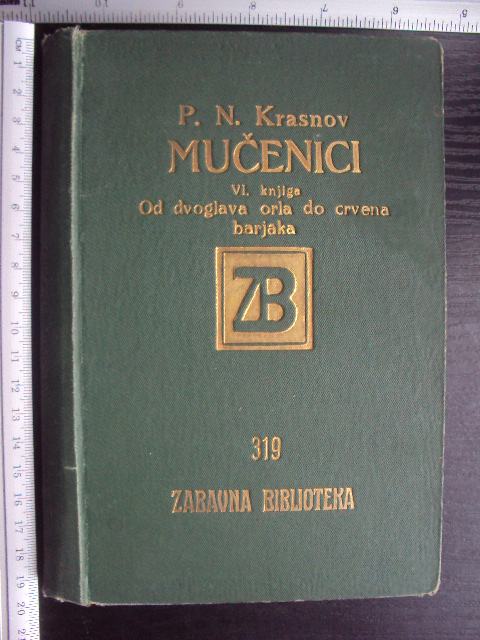 P. N. Krasnov
MUČENICI
VI. knjiga
Od dvoglava orla do crvena
barjaka
ZB
319
ZABAVNA BIBLIOTEKA